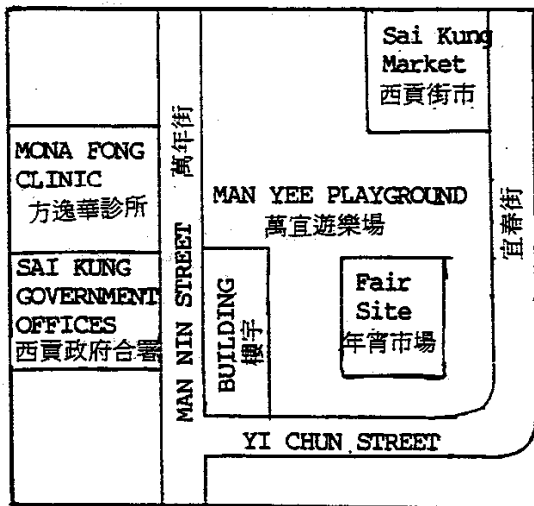 Sai Kung
Market
西貢街市
MONA FONG
CLINIC
方逸華診所
萬年街
MAN NIN STREET
MAN YEE PLAYGROUND
萬宜遊樂場
宜春街
SAI KUNG
GOVERNMENT
OFFICES
西貢政府合署
BUILDING
樓宇
Fair
Site
年宵市場
YI CHUN STREET